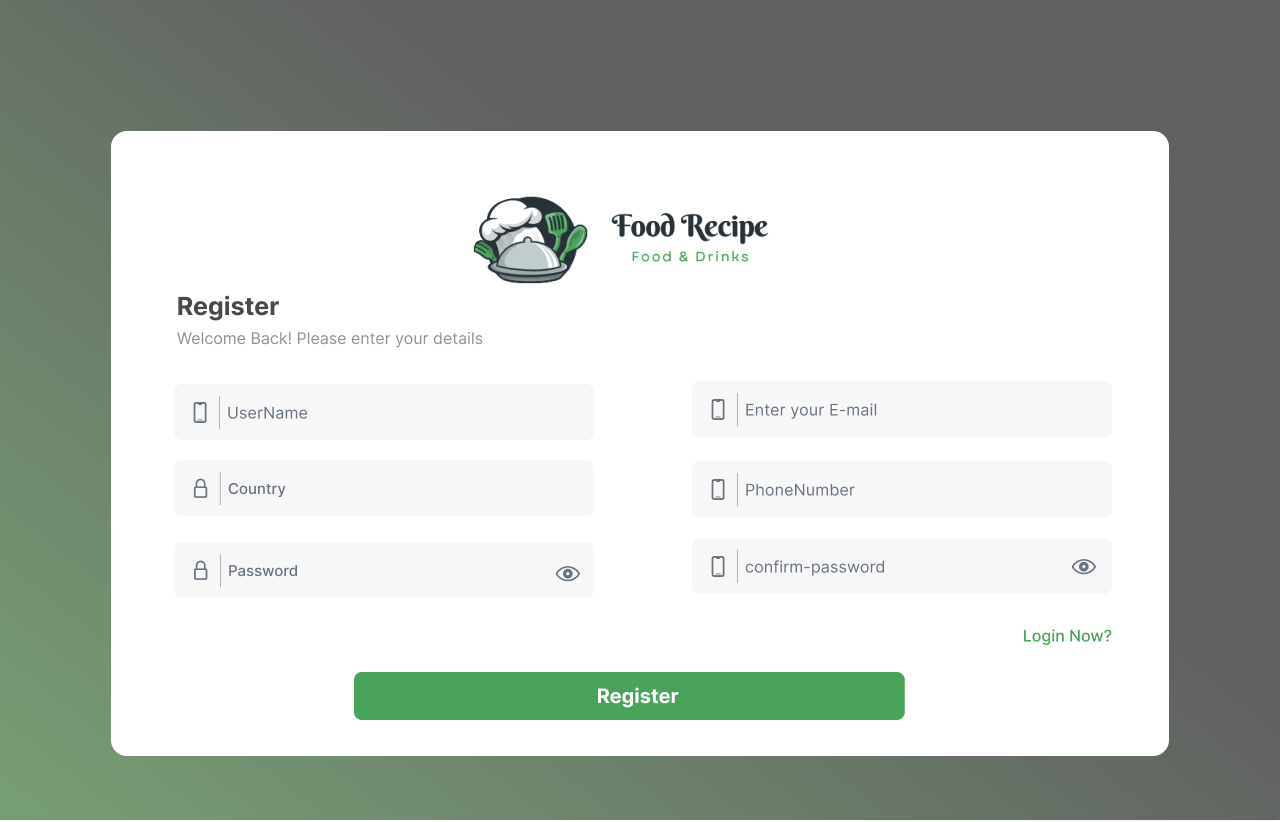 Food Recipe
Food & Drinks
Register
Welcome Back! Please enter your details
UserName
Enter your E-mail
Country
PhoneNumber
Password
confirm-password
Login Now?
Register